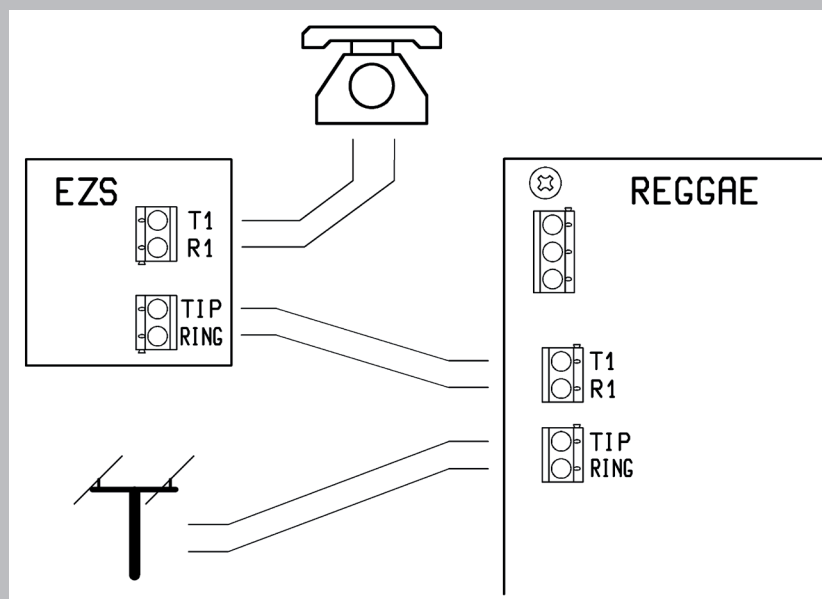 EZS
T1
R1
TIP
RING
REGGAE
T1
R1
TIP
RING